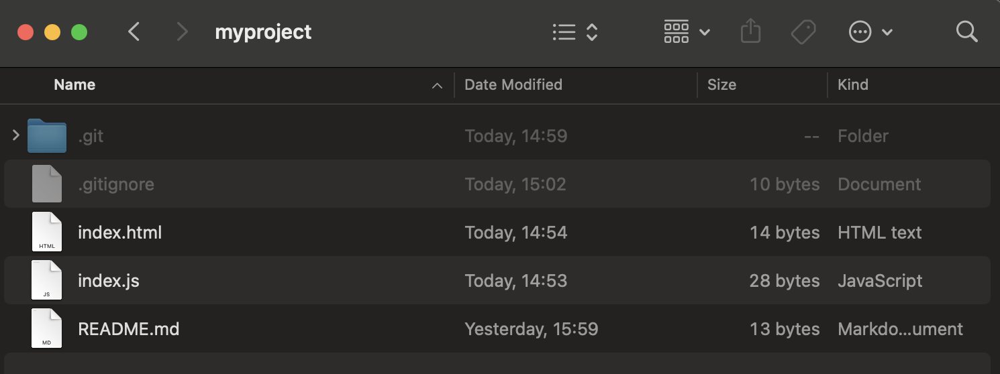 myproject
Name Date Modified Size Kind
.git Today, 14:59 -- Folder
.gitignore Today, 15:02 10 bytes Document
index.html Today, 14:54 14 bytes HTML text
HTML
index.js Today, 14:53 28 bytes JavaScript
JS
README.md Yesterday, 15:59 13 bytes Markdo...ument
MD